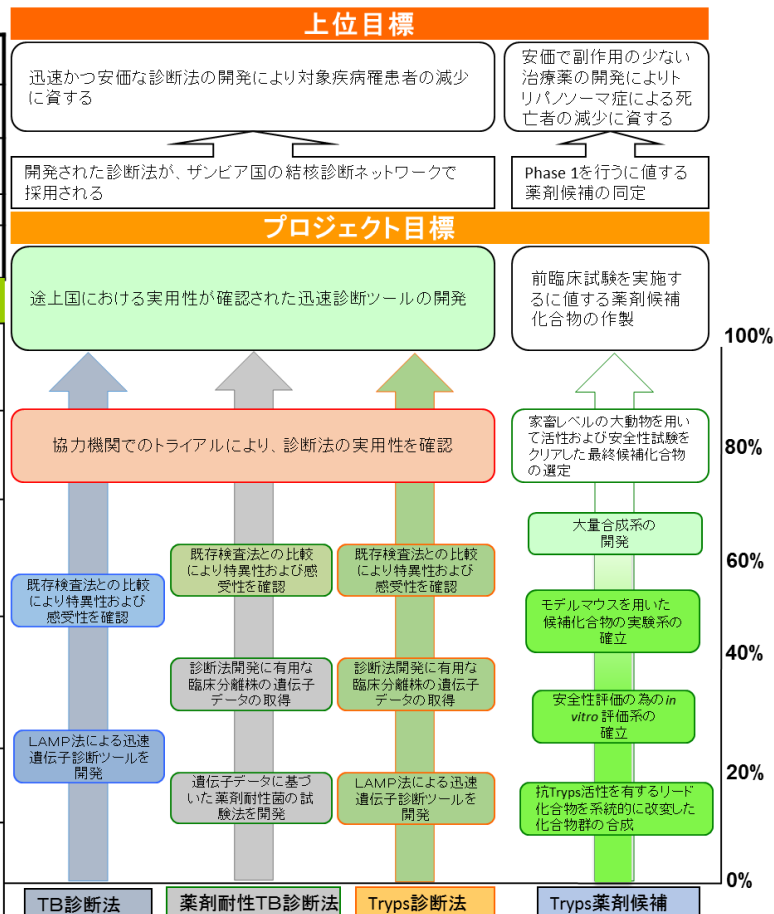 上位目標
迅速かつ安価な診断法の開発により対象疾病罹患者の減少
に資する
安価で副作用の少ない
治療薬の開発によりト
リパノソーマ症による死
亡者の減少に資する
開発された診断法が、ザンビア国の結核診断ネットワークで
採用される
Phase 1を行うに値する
薬剤候補の同定
プロジェクト目標
途上国における実用性が確認された迅速診断ツールの開発
前臨床試験を実施す
るに値する薬剤候補
化合物の作製
100%
協力機関でのトライアルにより、診断法の実用性を確認
家畜レベルの大動物を用い
て活性および安全性試験を
クリアした最終候補化合物
の選定
80%
大量合成系の
開発
既存検査法との比較
により特異性および
感受性を確認
既存検査法との比較
により特異性および感
受性を確認
既存検査法との比較
により特異性および感
受性を確認
60%
モデルマウスを用いた
候補化合物の実験系の
確立
40%
診断法開発に有用な
臨床分離株の遺伝子
データの取得
診断法開発に有用な
臨床分離株の遺伝子
データの取得
安全性評価の為のin
vitro 評価系の
確立
LAMP法による迅速
遺伝子診断ツールを
開発
遺伝子データに基づ
いた薬剤耐性菌の試
験法を開発
LAMP法による迅速
遺伝子診断ツールを
開発
抗Tryps活性を有するリード
化合物を系統的に改変した
化合物群の合成
20%
0%
TB診断法
薬剤耐性TB診断法
Tryps診断法
Tryps薬剤候補